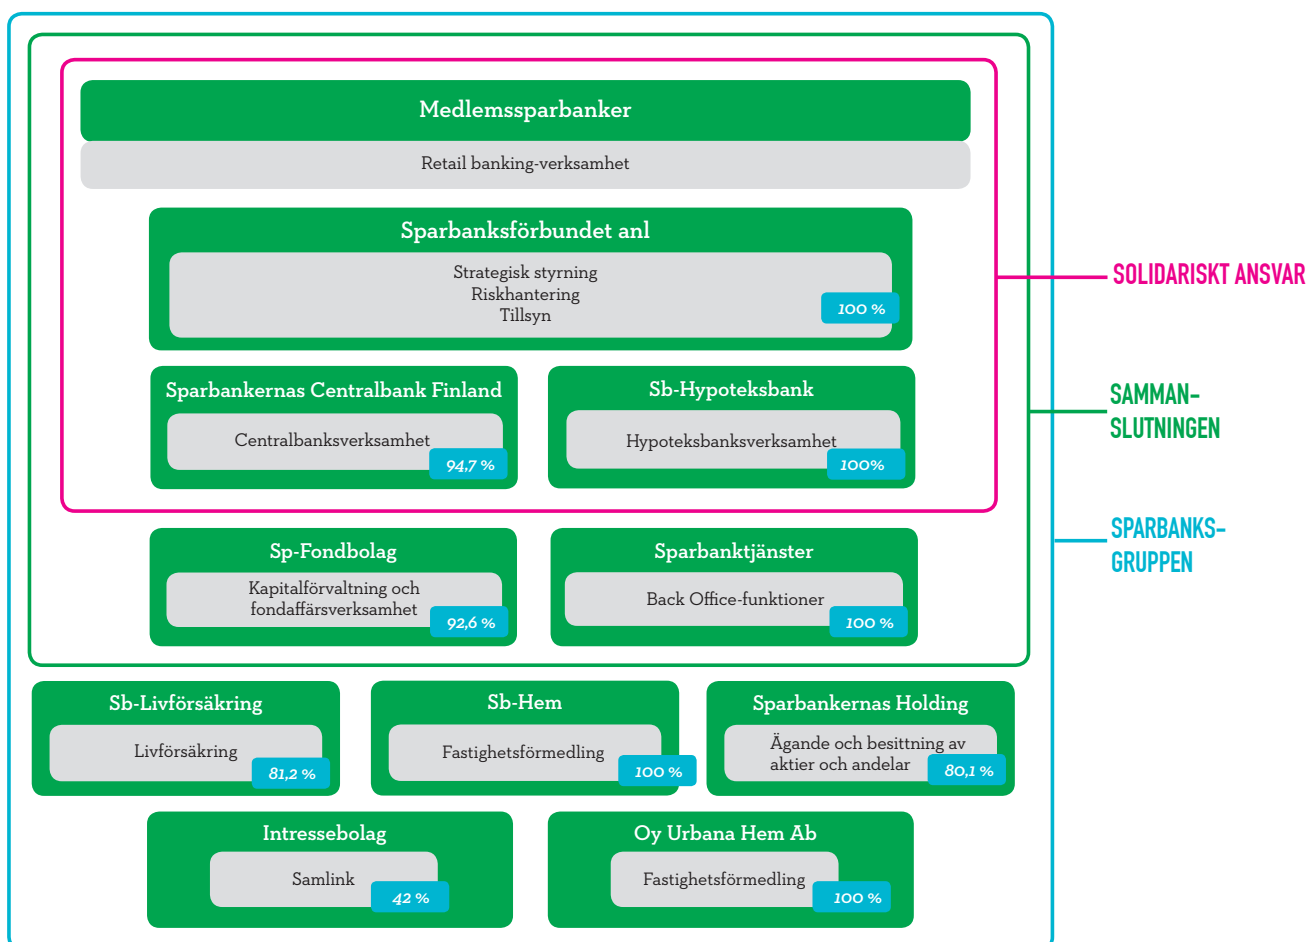 Medlemssparbanker
Retail banking-verksamhet
Sparbanksförbundet anl
Strategisk styrning
Riskhantering
Tillsyn
100 %
SOLIDARISKT ANSVAR
Sparbankernas Centralbank Finland
Centralbanksverksamhet
94,7 %
Sb-Hypoteksbank
Hypoteksbanksverksamhet
100%
SAMMAN-
SLUTNINGEN
Sp-Fondbolag
Kapitalförvaltning och
fondaffärsverksamhet
92,6 %
Sparbanktjänster
Back Office-funktioner
100 %
SPARBANKS-
GRUPPEN
Sb-Livförsäkring
Livförsäkring
81,2 %
Sb-Hem
Fastighetsförmedling
100 %
Sparbankernas Holding
Ägande och besittning av
aktier och andelar
80,1 %
Intressebolag
Samlink
42 %
Oy Urbana Hem Ab
Fastighetsförmedling
100 %